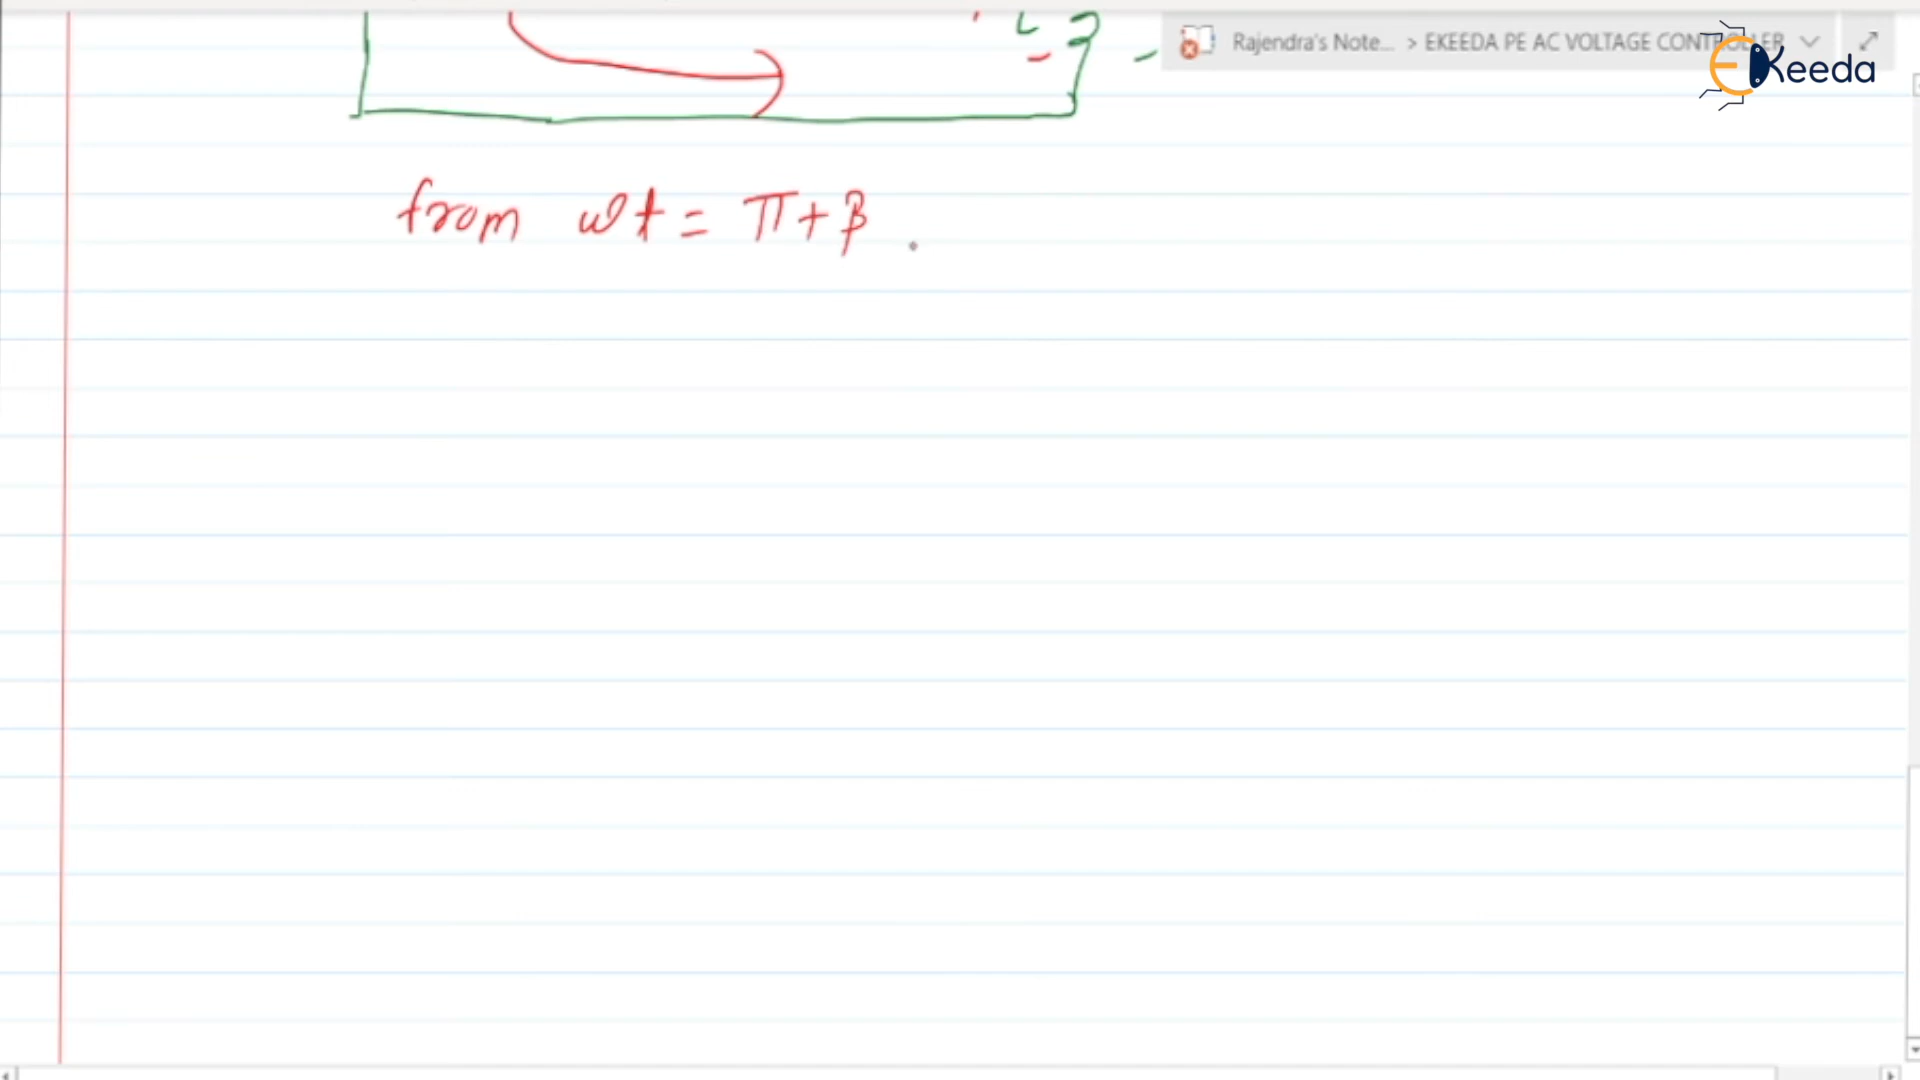 Rajendra's Note... > EKEEDA PE AC VOLTAGE CONTROLLER
EKeeda
L
from ωt = π+β